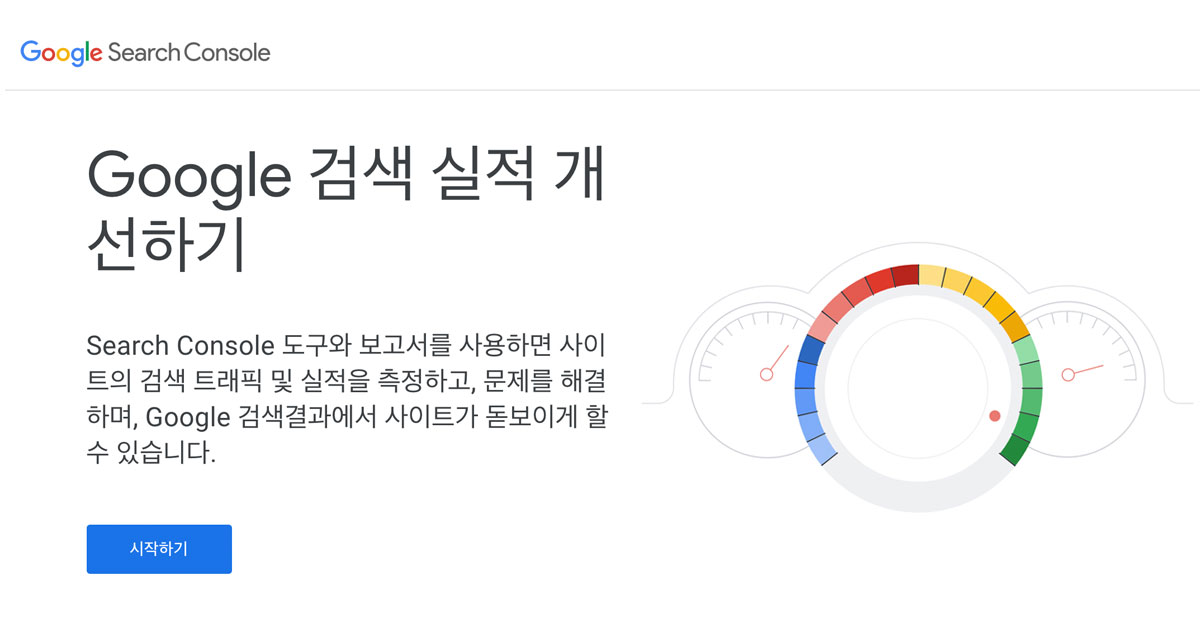 Google Search Console
Google 검색 실적 개
선하기
Search Console 도구와 보고서를 사용하면 사이
트의 검색 트래픽 및 실적을 측정하고, 문제를 해결
하며, Google 검색결과에서 사이트가 돋보이게 할
수 있습니다.
시작하기